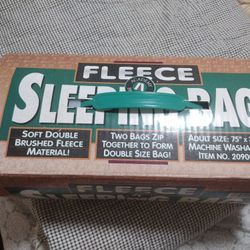 FLEECE
SLEEPING BAG
SOFT DOUBLE
BRUSHED FLEECE
MATERIAL!
TWO BAGS ZIP
TOGETHER TO FORM
DOUBLE SIZE BAG!
ADULT SIZE: 75" X
MACHINE WASHA
ITEM NO. 2090
FLEECE